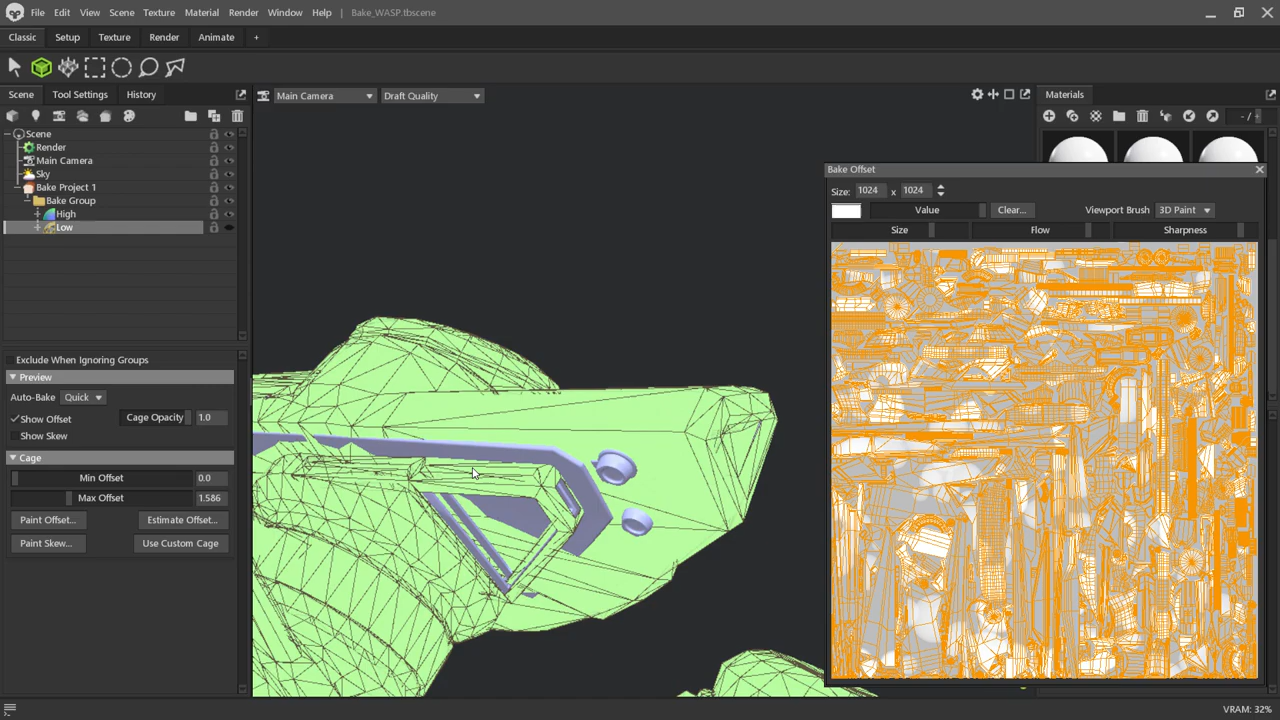 File Edit View Scene Texture Material Render Window Help Bake_WASP.tbscene
Classic Setup Texture Render Animate +
Scene Tool Settings History
Main Camera Draft Quality
Materials
- / -
Scene
Render
Main Camera
Sky
Bake Project 1
Bake Group
High
Low
Bake Offset
Size: 1024 x 1024
Value Clear... Viewport Brush 3D Paint
Size Flow Sharpness
Exclude When Ignoring Groups
Preview
Auto-Bake Quick
Show Offset Cage Opacity 1.0
Show Skew
Cage
Min Offset 0.0
Max Offset 1.586
Paint Offset... Estimate Offset...
Paint Skew... Use Custom Cage
VRAM: 32%